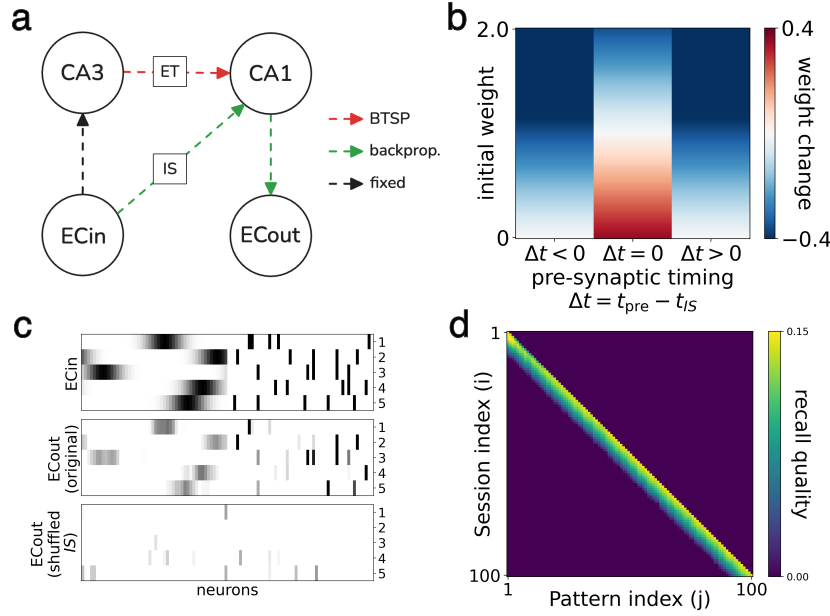 a
CA3
ET
CA1
IS
ECin
ECout
BTSP
backprop.
fixed
b
2.0
0
initial weight
Δt < 0
Δt = 0
Δt > 0
pre-synaptic timing
Δt = t_pre − t_IS
0.4
−0.4
weight change
c
ECin
1
2
3
4
5
ECout
(original)
1
2
3
4
5
ECout
(shuffled
IS)
1
2
3
4
5
neurons
d
1
100
Session index (i)
1
100
Pattern index (j)
0.15
0.00
recall quality